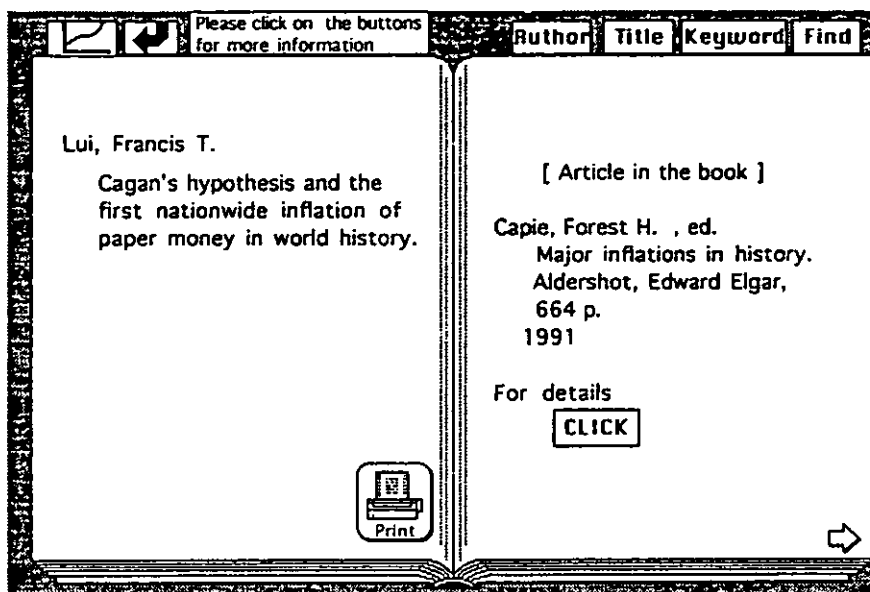 Please click on the buttons
for more information
Author Title Keyword Find
Lui, Francis T.
Cagan's hypothesis and the
first nationwide inflation of
paper money in world history.
Print
[ Article in the book ]
Capie, Forest H. , ed.
Major inflations in history.
Aldershot, Edward Elgar,
664 p.
1991
For details
CLICK